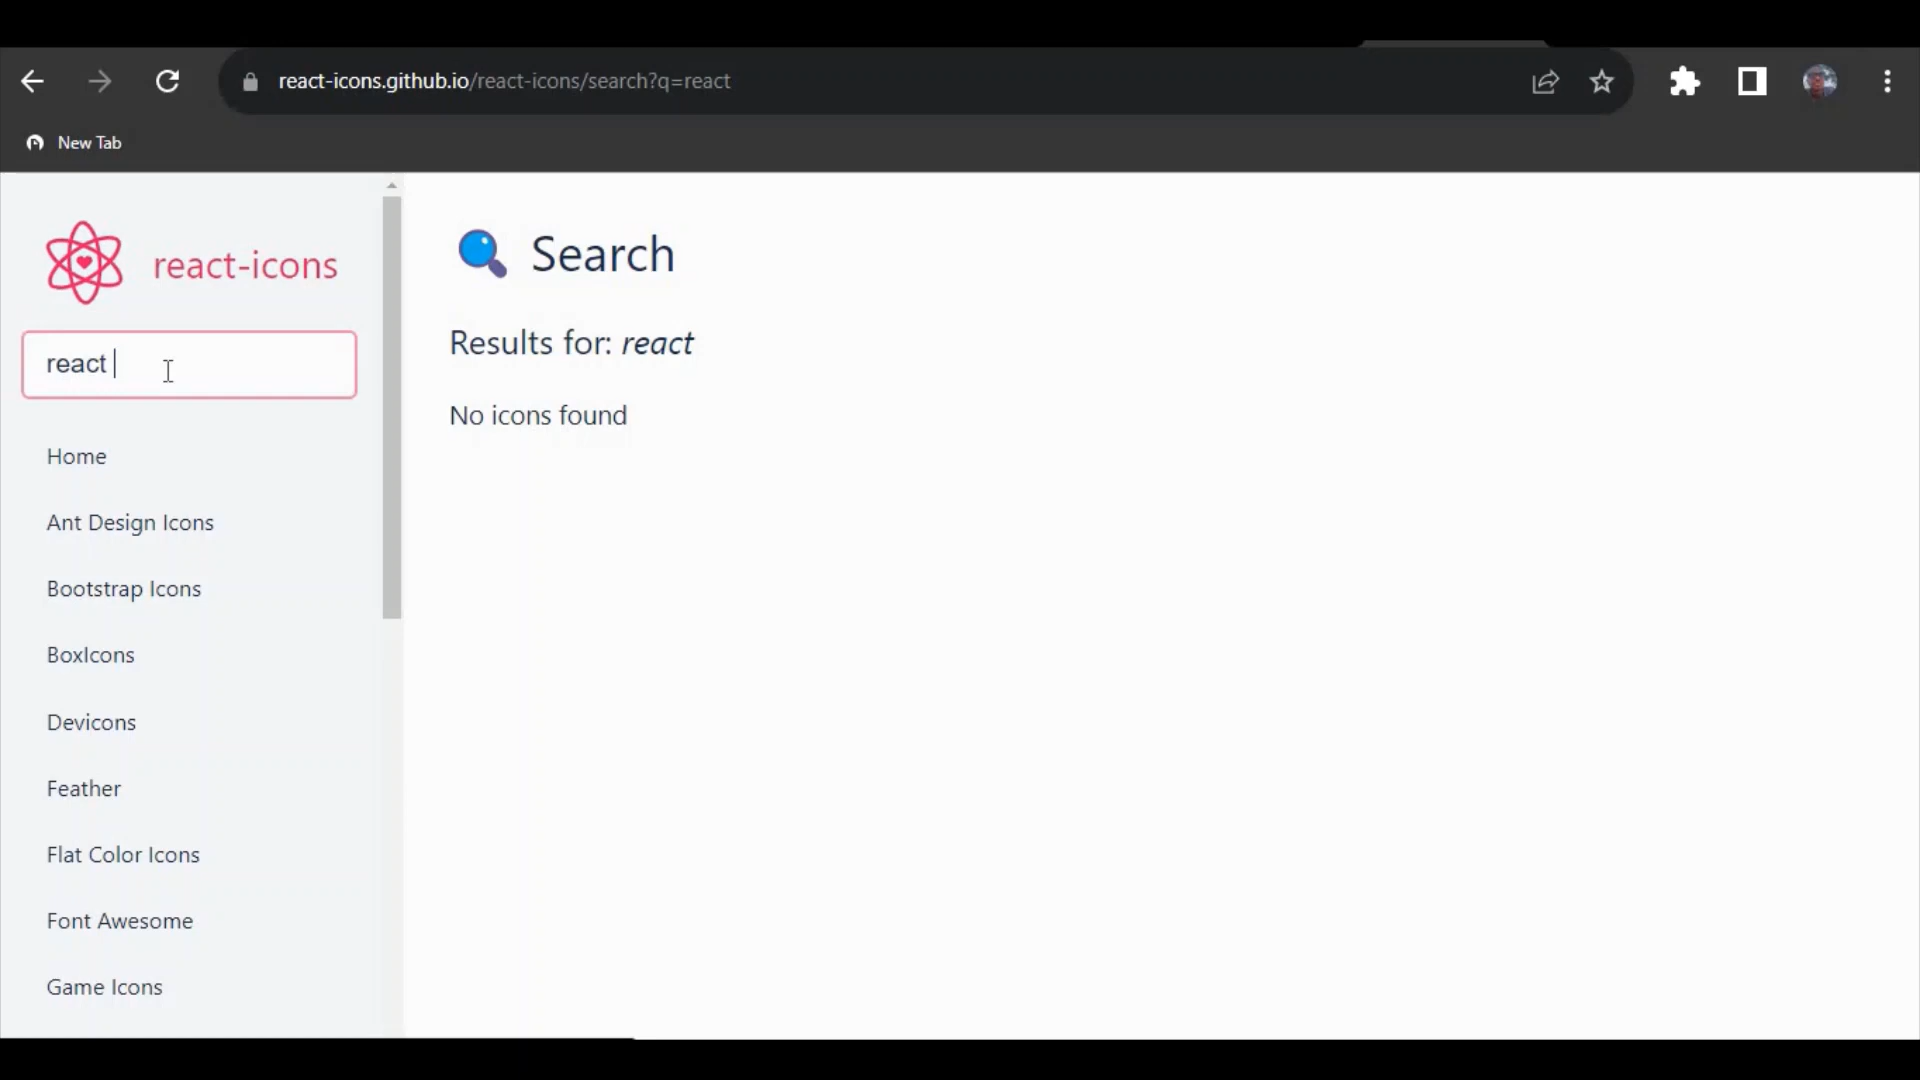 react-icons.github.io/react-icons/search?q=react
New Tab
react-icons
react
Home
Ant Design Icons
Bootstrap Icons
BoxIcons
Devicons
Feather
Flat Color Icons
Font Awesome
Game Icons
Search
Results for: react
No icons found